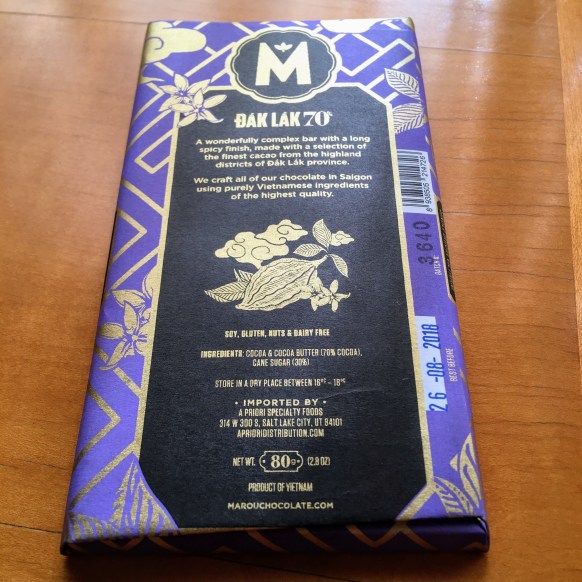 M
ĐẮK LẮK 70%
A wonderfully complex bar with a long
spicy finish, made with a selection of
the finest cacao from the highland
districts of Đắk Lắk province.
We craft all of our chocolate in Saigon
using purely Vietnamese ingredients
of the highest quality.
SOY, GLUTEN, NUTS & DAIRY FREE
INGREDIENTS: COCOA & COCOA BUTTER (70% COCOA),
CANE SUGAR (30%)
STORE IN A DRY PLACE BETWEEN 16ºC - 18ºC
• IMPORTED BY •
A PRIORI SPECIALTY FOODS
314 W 300 S, SALT LAKE CITY, UT 84101
APRIORIDISTRIBUTION.COM
NET WT. 80g (2.8 OZ)
PRODUCT OF VIETNAM
MAROUCHOCOLATE.COM
3640
BATCH #
26-08-2019
BEST BEFORE